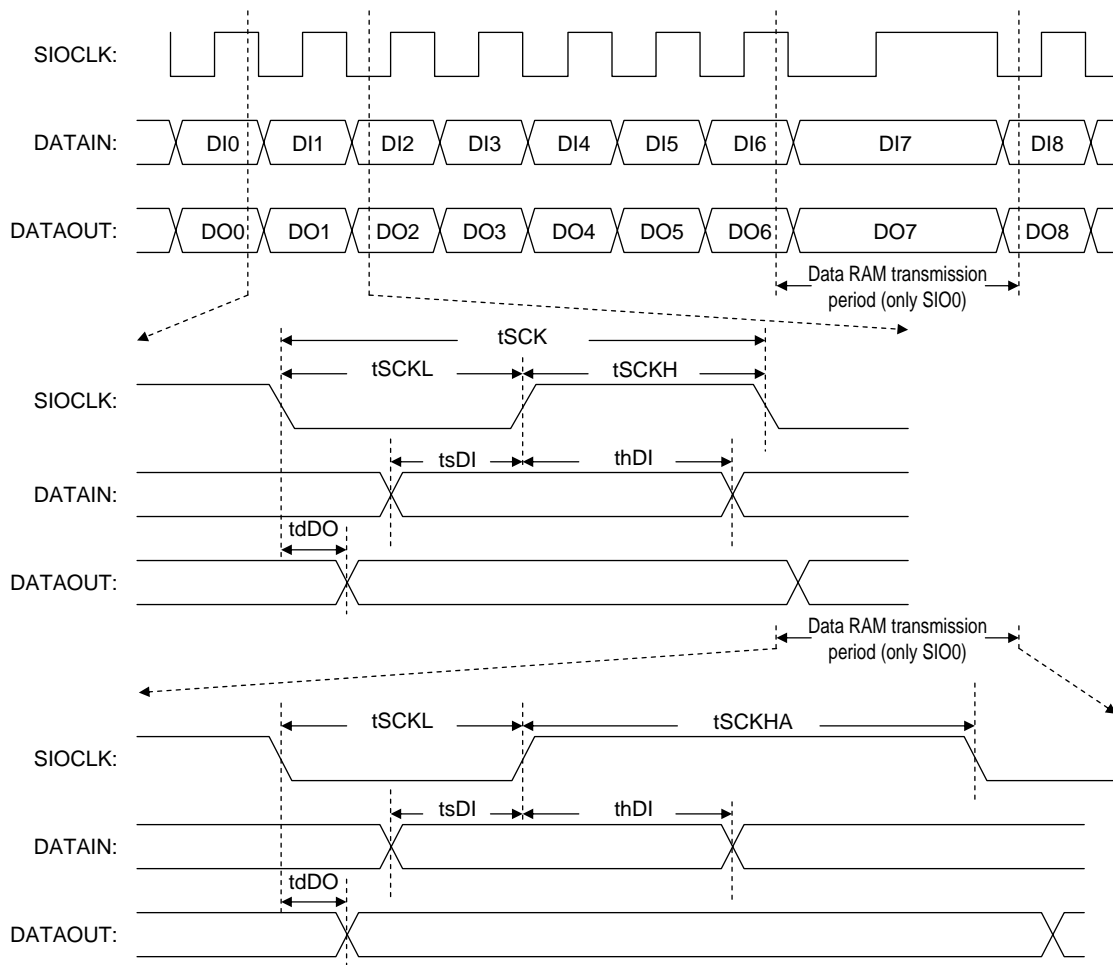 SIOCLK:
DATAIN: DI0 DI1 DI2 DI3 DI4 DI5 DI6 DI7 DI8
DATAOUT: DO0 DO1 DO2 DO3 DO4 DO5 DO6 DO7 DO8
Data RAM transmission
period (only SIO0)
tSCK
tSCKL tSCKH
SIOCLK:
tsDI thDI
DATAIN:
tdDO
DATAOUT:
Data RAM transmission
period (only SIO0)
tSCKL tSCKHA
SIOCLK:
tsDI thDI
DATAIN:
tdDO
DATAOUT: